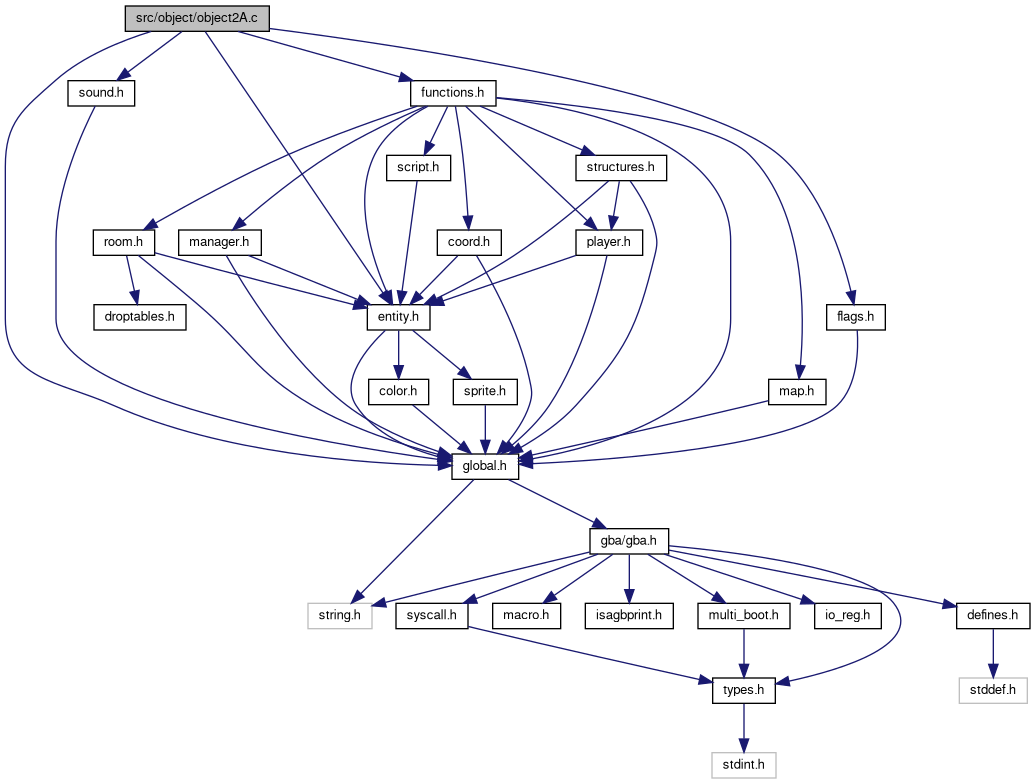 src/object/object2A.c
sound.h
functions.h
script.h
structures.h
room.h
manager.h
coord.h
player.h
droptables.h
entity.h
flags.h
color.h
sprite.h
map.h
global.h
gba/gba.h
string.h
syscall.h
macro.h
isagbprint.h
multi_boot.h
io_reg.h
defines.h
types.h
stddef.h
stdint.h